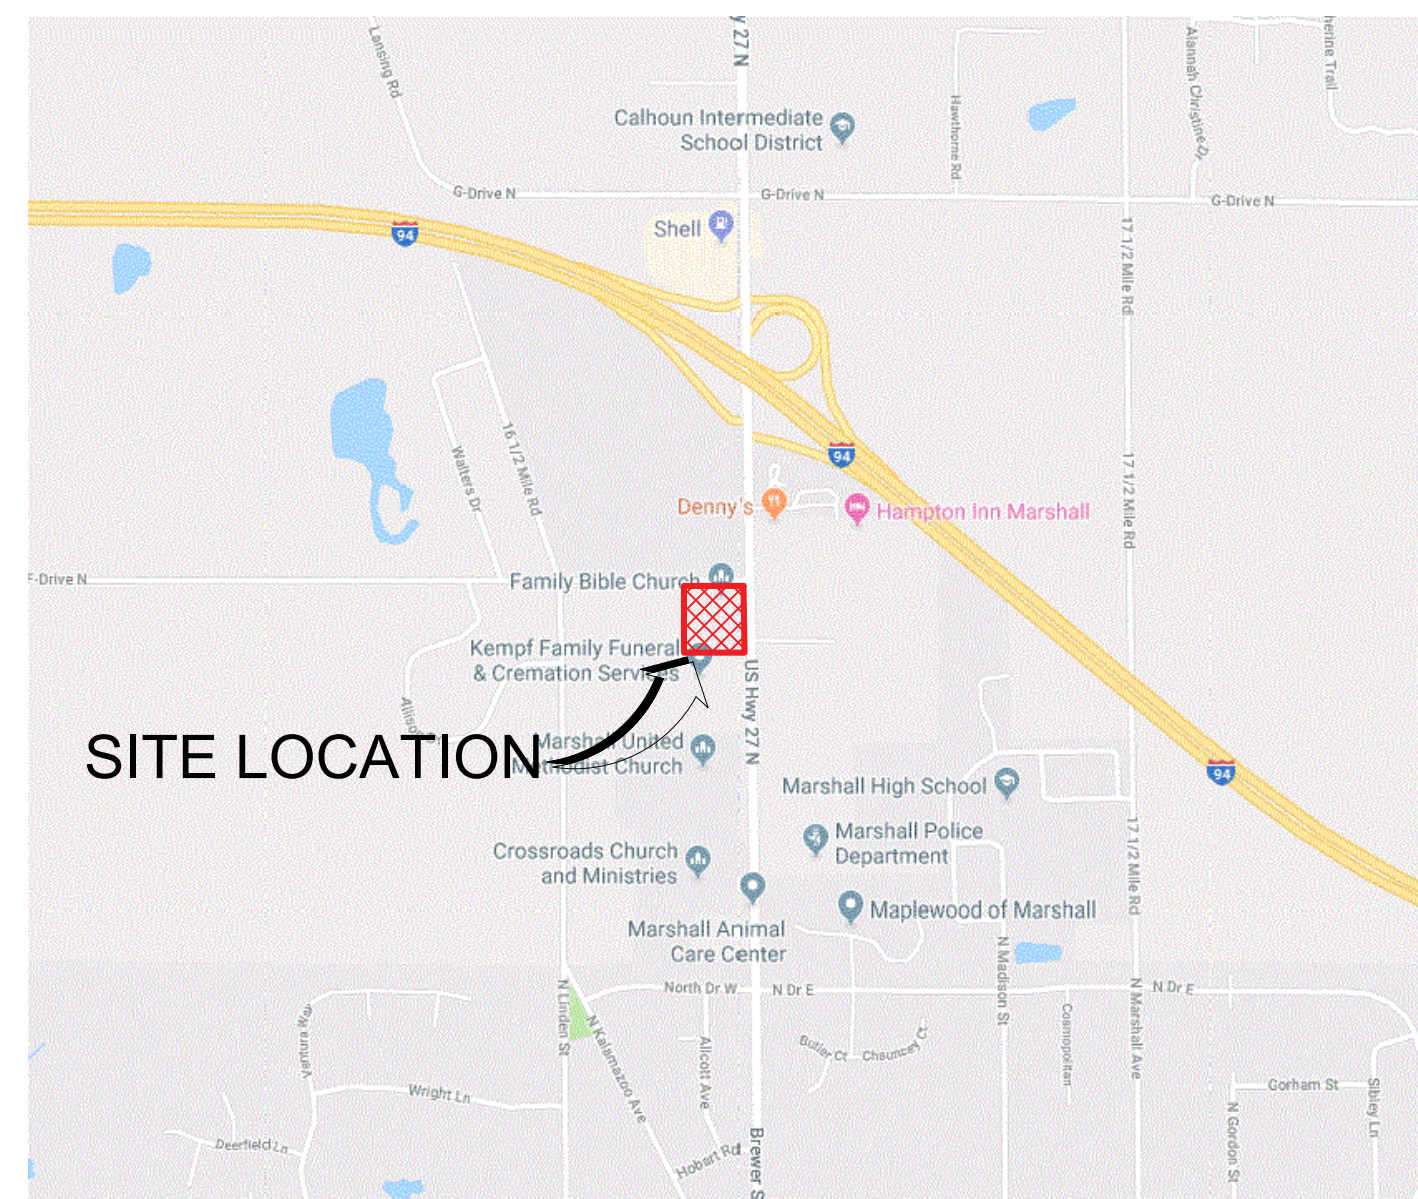 y 27 N
Lansing Rd
Alannah Christine Dr
herine Trail
Hawthorne Rd
Calhoun Intermediate
School District
G-Drive N
G-Drive N
G-Drive N
Shell
94
17 1/2 Mile Rd
16 1/2 Mile Rd
Walters Dr
94
17 1/2 Mile Rd
Denny's
Hampton Inn Marshall
F-Drive N
Family Bible Church
Kempf Family Funeral
& Cremation Services
US Hwy 27 N
SITE LOCATION
Marshall United
Methodist Church
Marshall High School
94
Marshall Police
Department
17 1/2 Mile Rd
Crossroads Church
and Ministries
Maplewood of Marshall
Marshall Animal
Care Center
N Madison St
North Dr W
N Dr E
N Dr E
N Linden St
N Kalamazoo Ave
Alcott Ave
Butler Ct
Chauncey Ct
Cosmopolitan
N Marshall Ave
Wright Ln
Gorham St
Sibley Ln
N Gordon St
Deerfield Ln
Hobart Rd
Brewer S